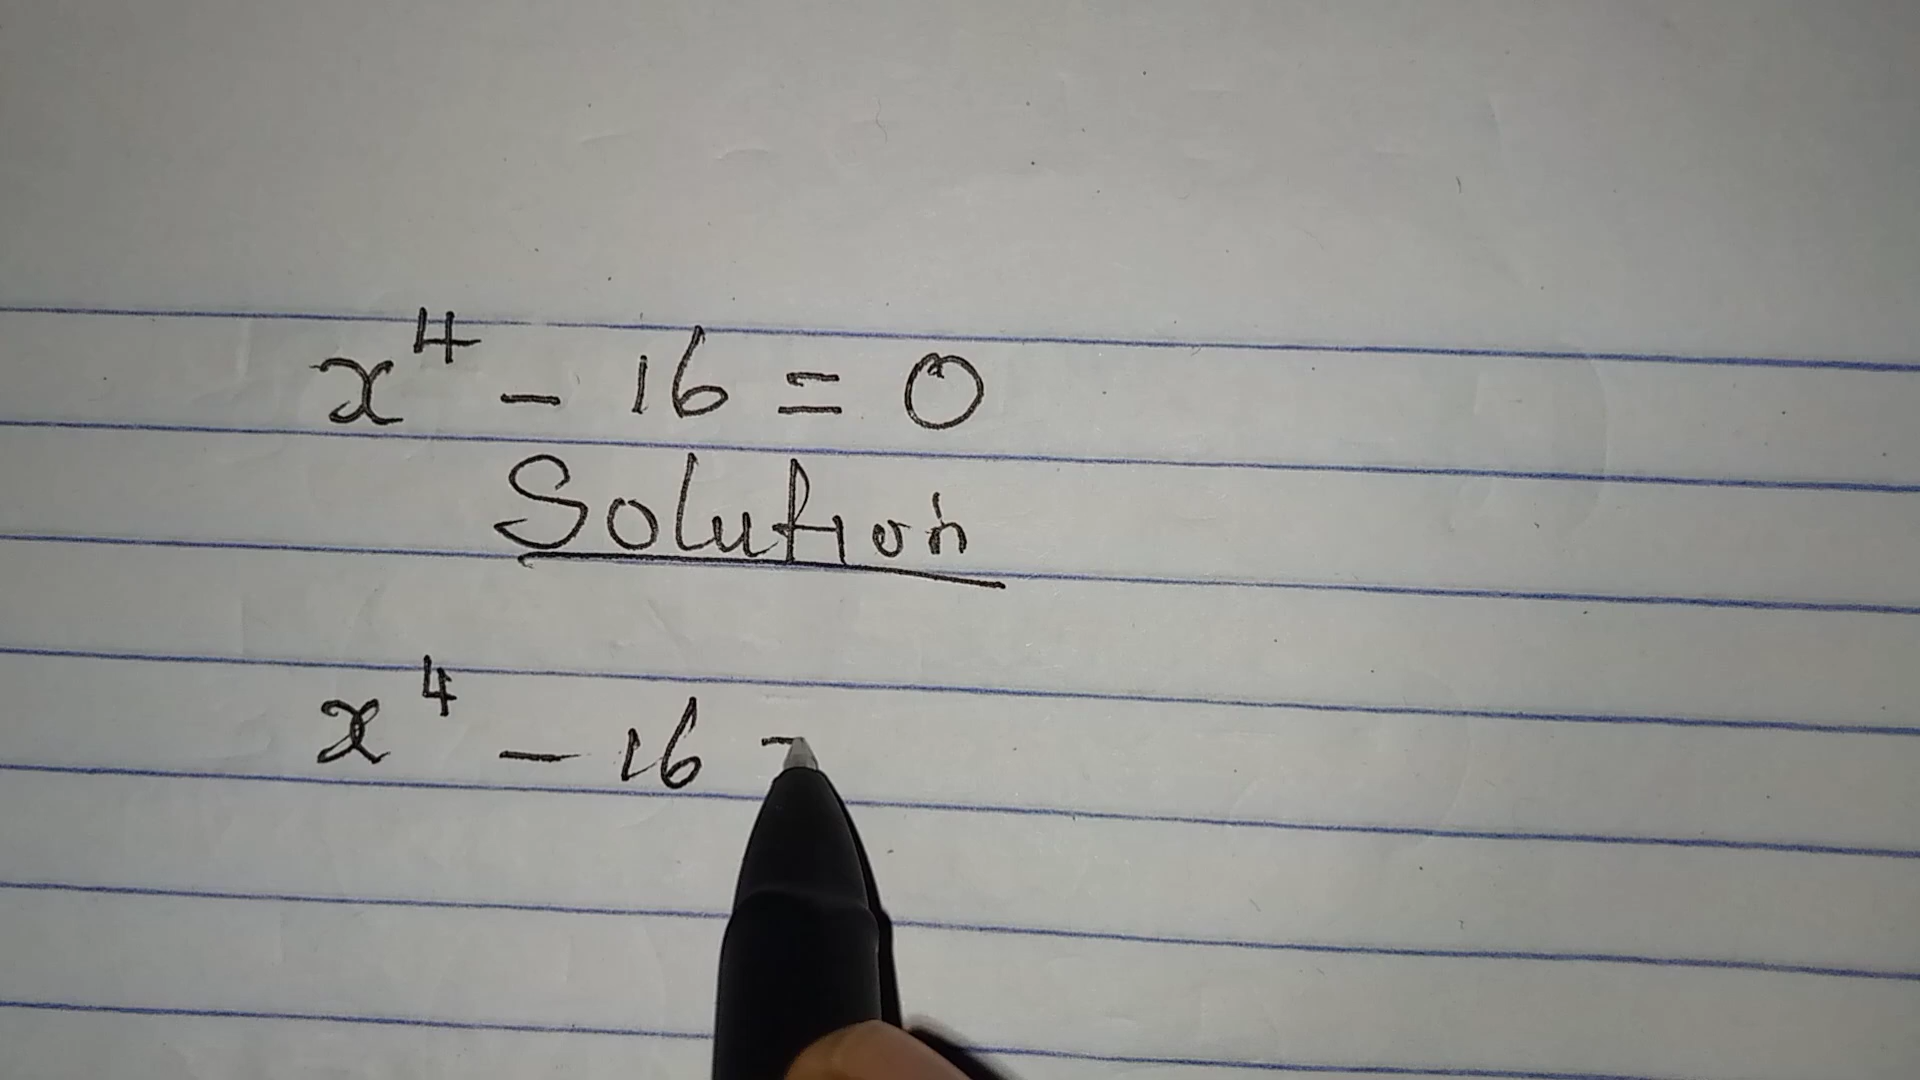 x⁴ - 16 = 0
Solution
x⁴ - 16 -